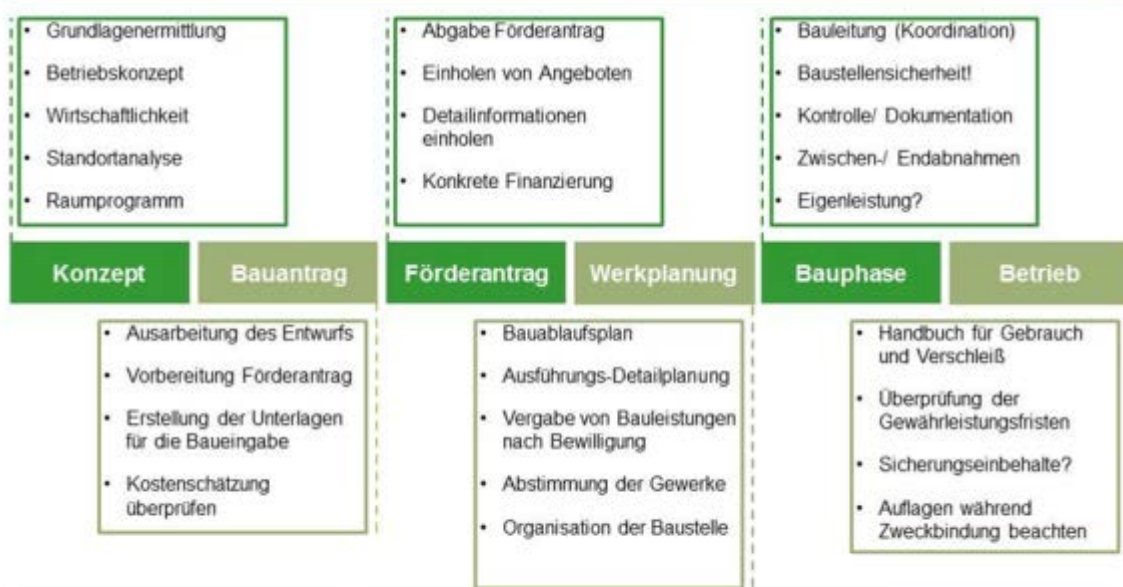 • Grundlagenermittlung
• Betriebskonzept
• Wirtschaftlichkeit
• Standortanalyse
• Raumprogramm
• Abgabe Förderantrag
• Einholen von Angeboten
• Detailinformationen
einholen
• Konkrete Finanzierung
• Bauleitung (Koordination)
• Baustellensicherheit!
• Kontrolle/ Dokumentation
• Zwischen-/ Endabnahmen
• Eigenleistung?
Konzept
Bauantrag
Förderantrag
Werkplanung
Bauphase
Betrieb
• Ausarbeitung des Entwurfs
• Vorbereitung Förderantrag
• Erstellung der Unterlagen
für die Baueingabe
• Kostenschätzung
überprüfen
• Bauablaufsplan
• Ausführungs-Detailplanung
• Vergabe von Bauleistungen
nach Bewilligung
• Abstimmung der Gewerke
• Organisation der Baustelle
• Handbuch für Gebrauch
und Verschleiß
• Überprüfung der
Gewährleistungsfristen
• Sicherungseinbehalte?
• Auflagen während
Zweckbindung beachten